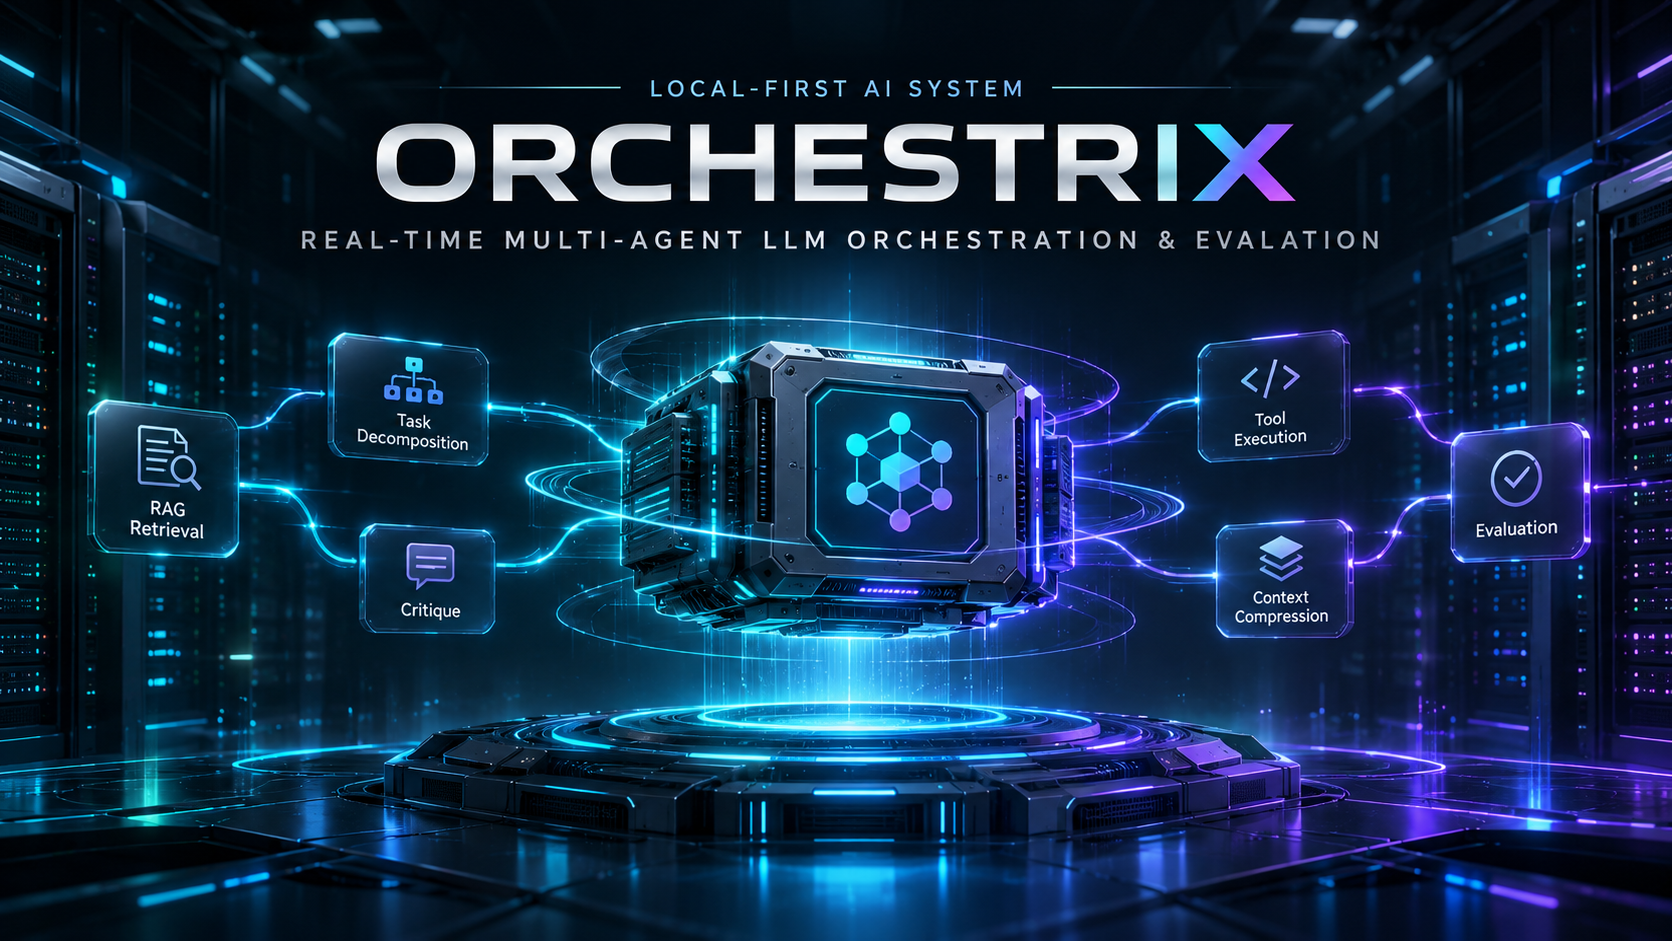 LOCAL-FIRST AI SYSTEM
ORCHESTRIX
REAL-TIME MULTI-AGENT LLM ORCHESTRATION & EVALATION
Task
Decomposition
RAG
Retrieval
Critique
Tool
Execution
Context
Compression
Evaluation